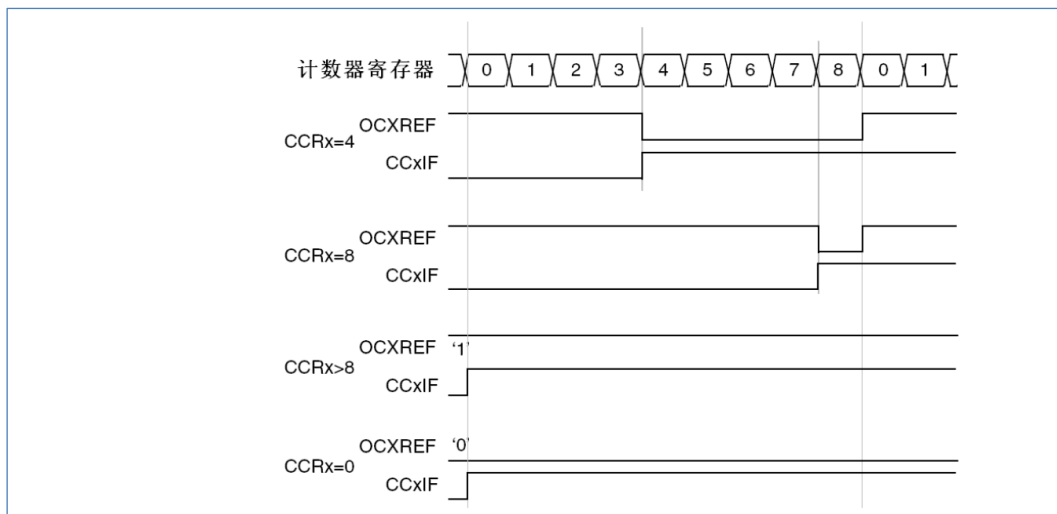 计数器寄存器 0 1 2 3 4 5 6 7 8 0 1
OCXREF
CCRx=4
CCxIF
OCXREF
CCRx=8
CCxIF
OCXREF ‘1’
CCRx>8
CCxIF
OCXREF ‘0’
CCRx=0
CCxIF